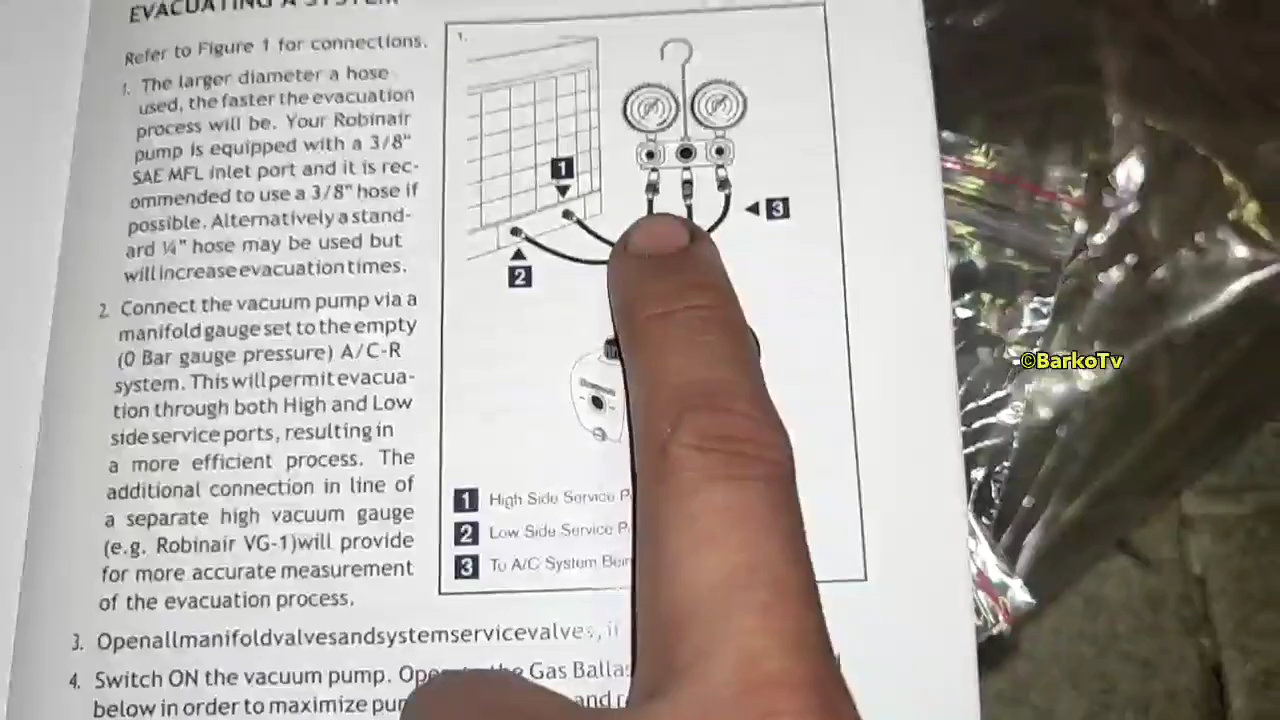 EVACUATING A SYSTEM
Refer to Figure 1 for connections.
1. The larger diameter a hose
used, the faster the evacuation
process will be. Your Robinair
pump is equipped with a 3/8"
SAE MFL inlet port and it is rec-
ommended to use a 3/8" hose if
possible. Alternatively a stand-
ard ¼" hose may be used but
will increase evacuation times.
2. Connect the vacuum pump via a
manifold gauge set to the empty
(0 Bar gauge pressure) A/C-R
system. This will permit evacua-
tion through both High and Low
side service ports, resulting in
a more efficient process. The
additional connection in line of
a separate high vacuum gauge
(e.g. Robinair VG-1)will provide
for more accurate measurement
of the evacuation process.
3. Openallmanifoldvalvesandsystemservicevalves, if
4. Switch ON the vacuum pump. the Gas
below in order to maximize and
1.
1
2
3
1 High Side Service
2 Low Side Service
3 To A/C System
©BarkoTv